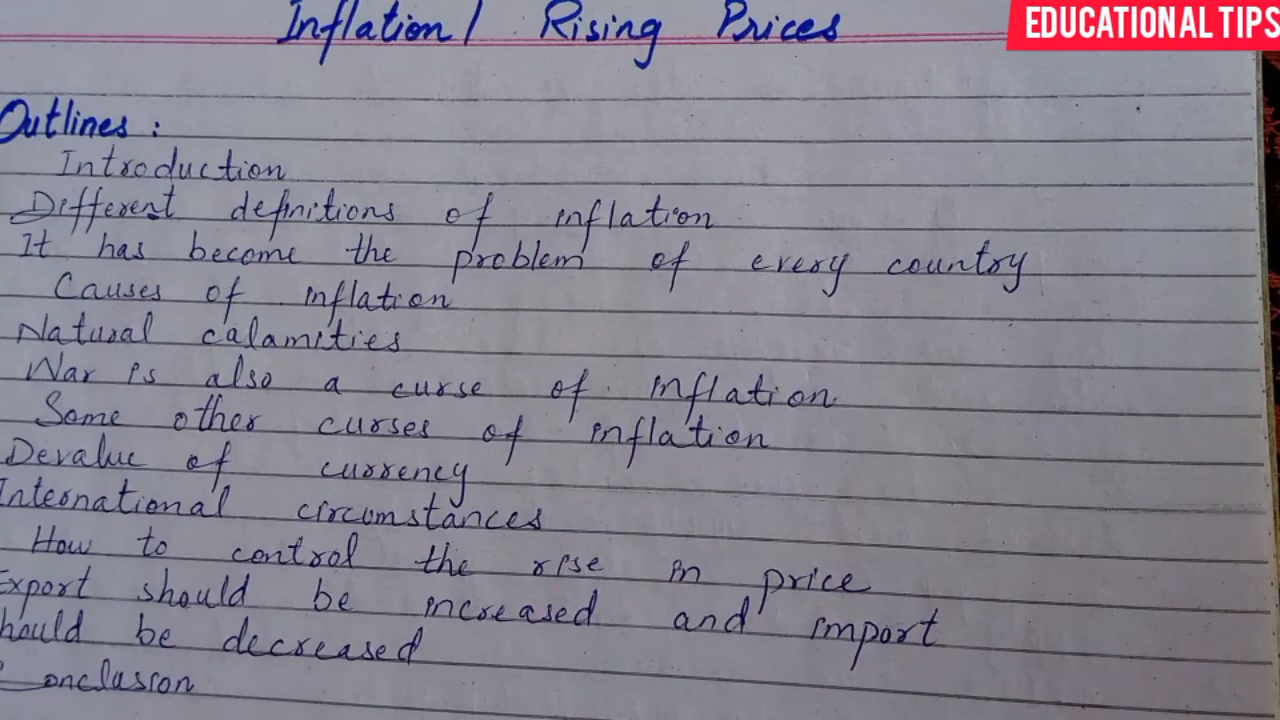 Inflation / Rising Prices
EDUCATIONAL TIPS
Outlines :
Introduction
Different definitions of inflation
It has become the problem of every country
Causes of inflation
Natural calamities
War is also a curse of inflation
Some other curses of inflation
Devalue of currency
International circumstances
How to control the rise in price
Export should be increased and import
hould be decreased
Conclusion